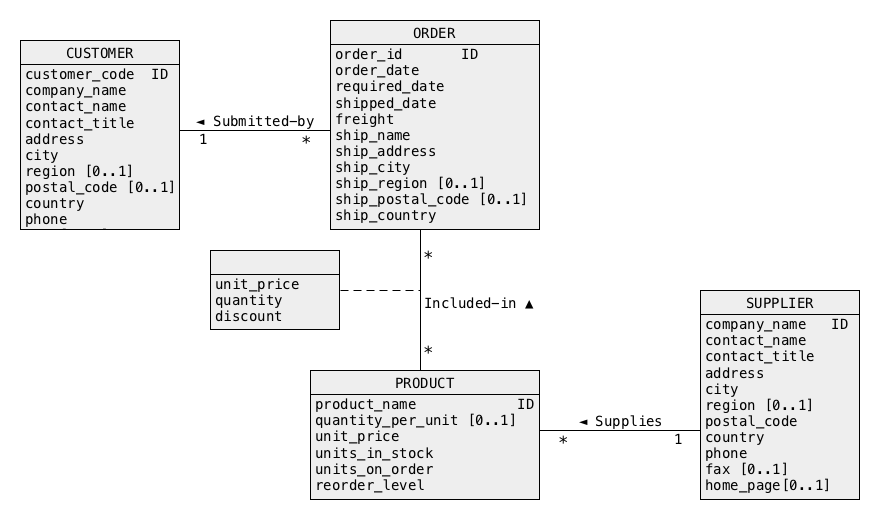 CUSTOMER
customer_code ID
company_name
contact_name
contact_title
address
city
region [0..1]
postal_code [0..1]
country
phone
◄ Submitted-by
1 *
ORDER
order_id ID
order_date
required_date
shipped_date
freight
ship_name
ship_address
ship_city
ship_region [0..1]
ship_postal_code [0..1]
ship_country
*
Included-in ▲
*
unit_price
quantity
discount
PRODUCT
product_name ID
quantity_per_unit [0..1]
unit_price
units_in_stock
units_on_order
reorder_level
◄ Supplies
* 1
SUPPLIER
company_name ID
contact_name
contact_title
address
city
region [0..1]
postal_code
country
phone
fax [0..1]
home_page[0..1]